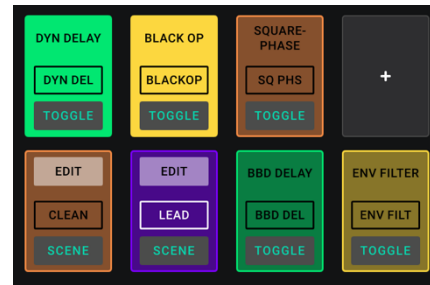 DYN DELAY
DYN DEL
TOGGLE
BLACK OP
BLACKOP
TOGGLE
SQUARE-
PHASE
SQ PHS
TOGGLE
+
EDIT
CLEAN
SCENE
EDIT
LEAD
SCENE
BBD DELAY
BBD DEL
TOGGLE
ENV FILTER
ENV FILT
TOGGLE